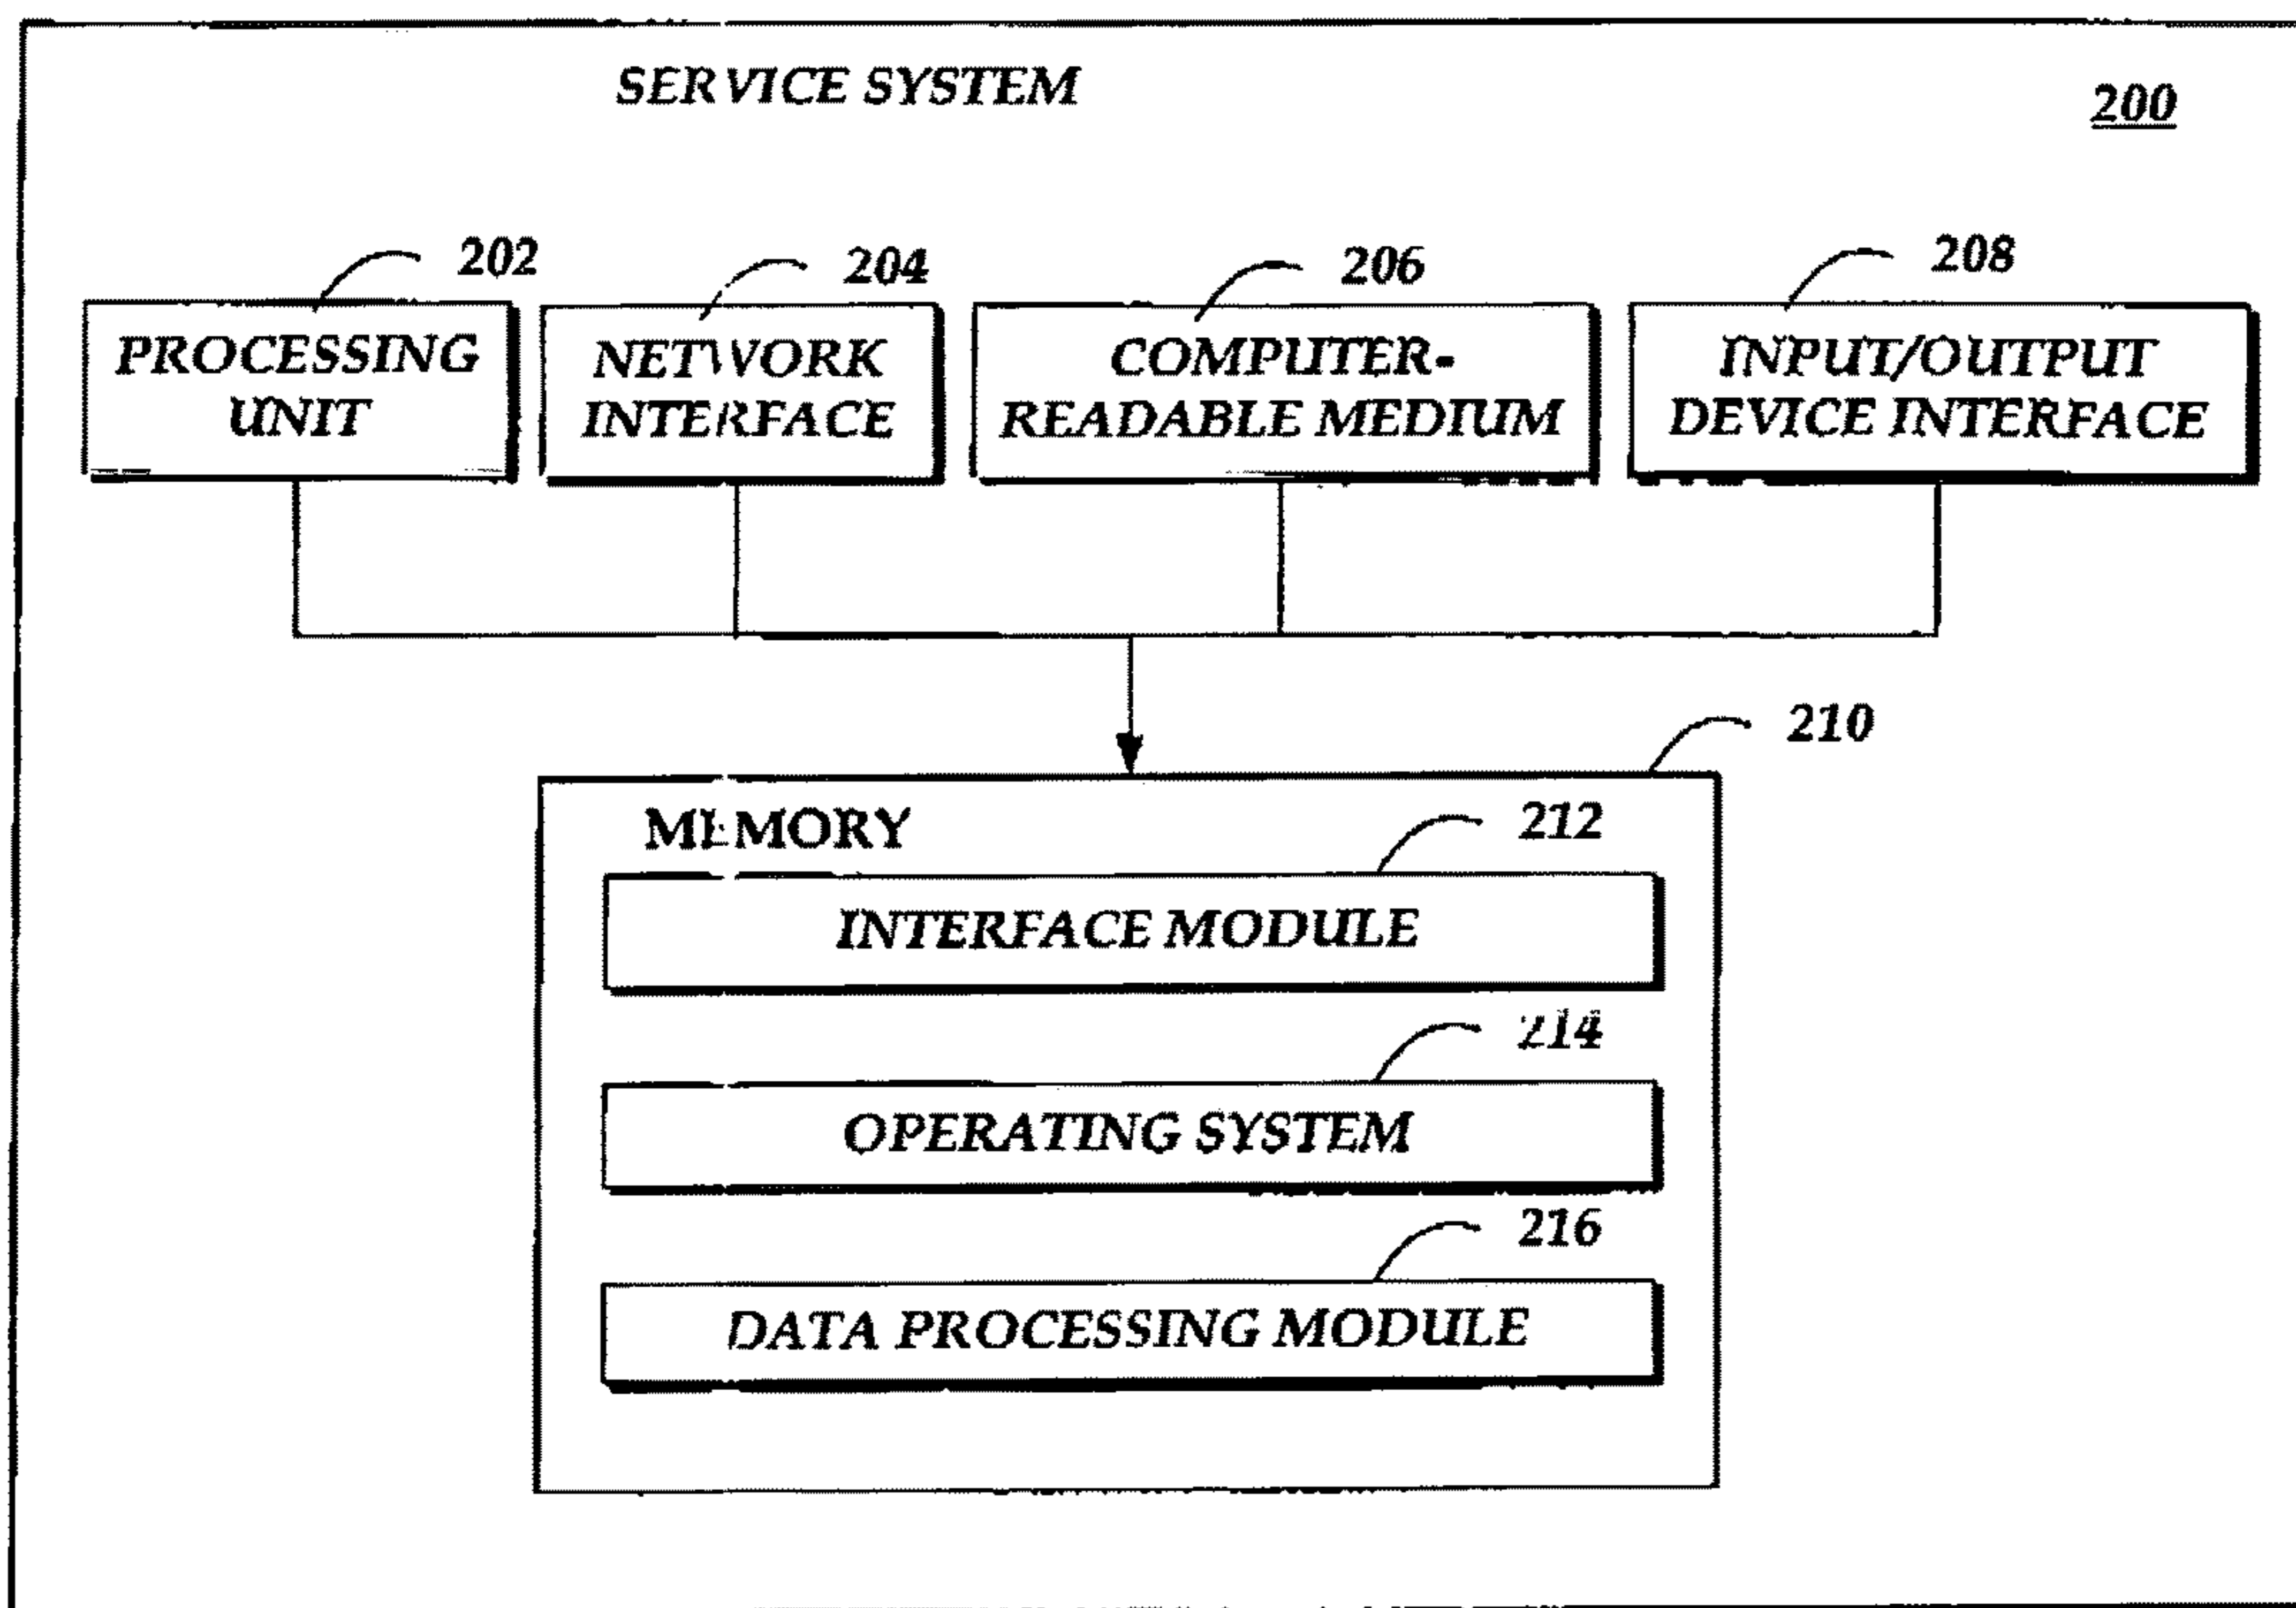 SERVICE SYSTEM
200
202
204
206
208
PROCESSING
UNIT
NETWORK
INTERFACE
COMPUTER-
READABLE MEDIUM
INPUT/OUTPUT
DEVICE INTERFACE
210
MEMORY
212
INTERFACE MODULE
214
OPERATING SYSTEM
216
DATA PROCESSING MODULE